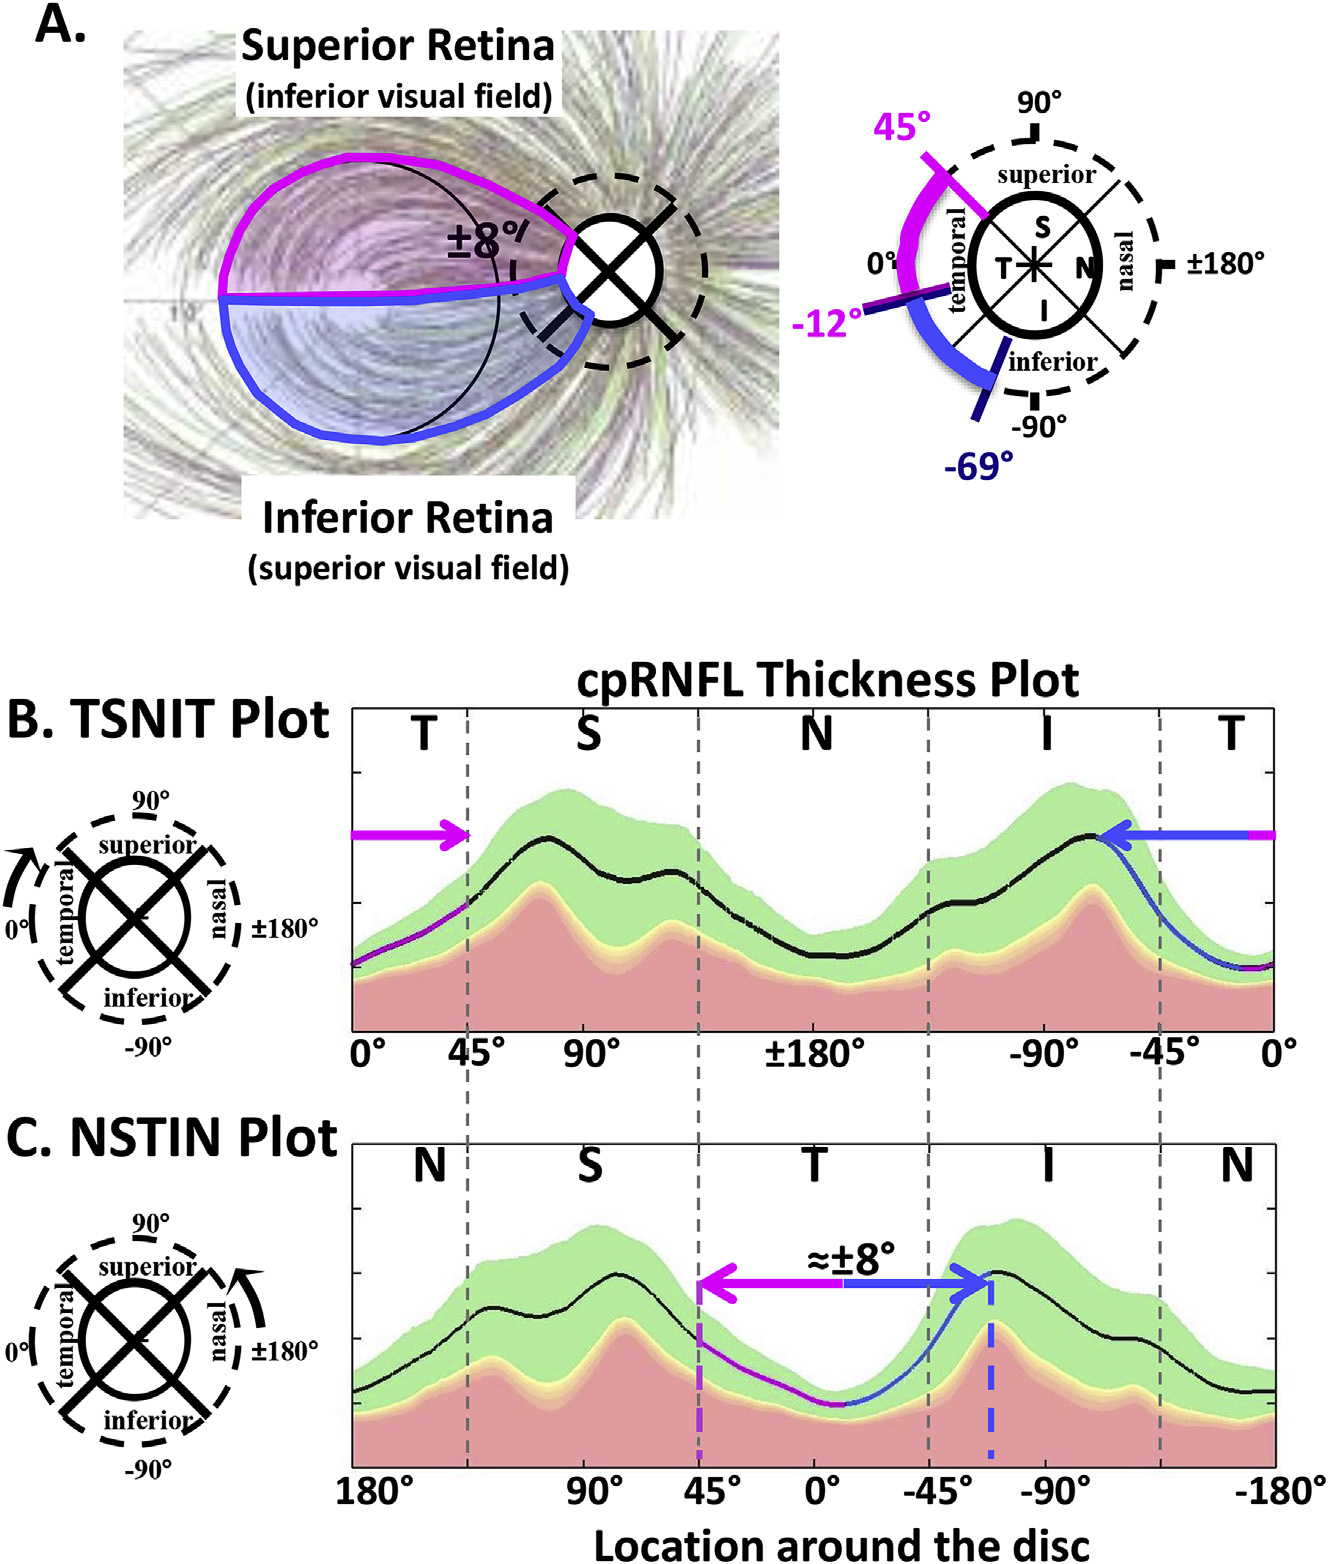 A.
Superior Retina
(inferior visual field)
±8°
Inferior Retina
(superior visual field)
90°
45°
superior
temporal
nasal
S
T
N
I
0°
±180°
-12°
inferior
-90°
-69°
cpRNFL Thickness Plot
B. TSNIT Plot
T S N I T
90°
superior
temporal
nasal
0°
±180°
inferior
-90°
0° 45° 90° ±180° -90° -45° 0°
C. NSTIN Plot
N S T I N
90°
superior
temporal
nasal
0°
±180°
inferior
-90°
≈±8°
180° 90° 45° 0° -45° -90° -180°
Location around the disc